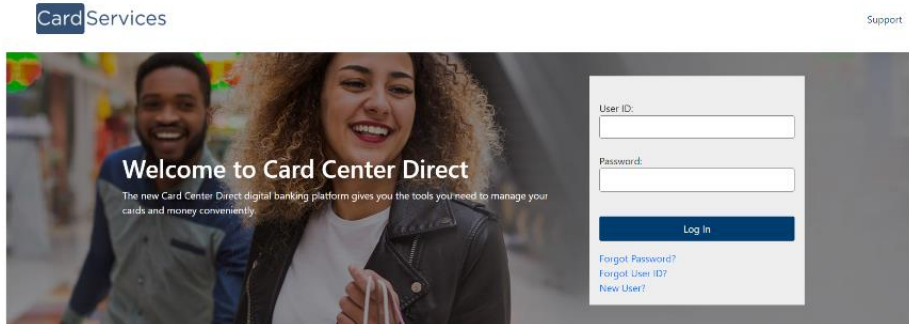 CardServices
Support
Welcome to Card Center Direct
The new Card Center Direct digital banking platform gives you the tools you need to manage your
cards and money conveniently.
User ID:
Password:
Log In
Forgot Password?
Forgot User ID?
New User?